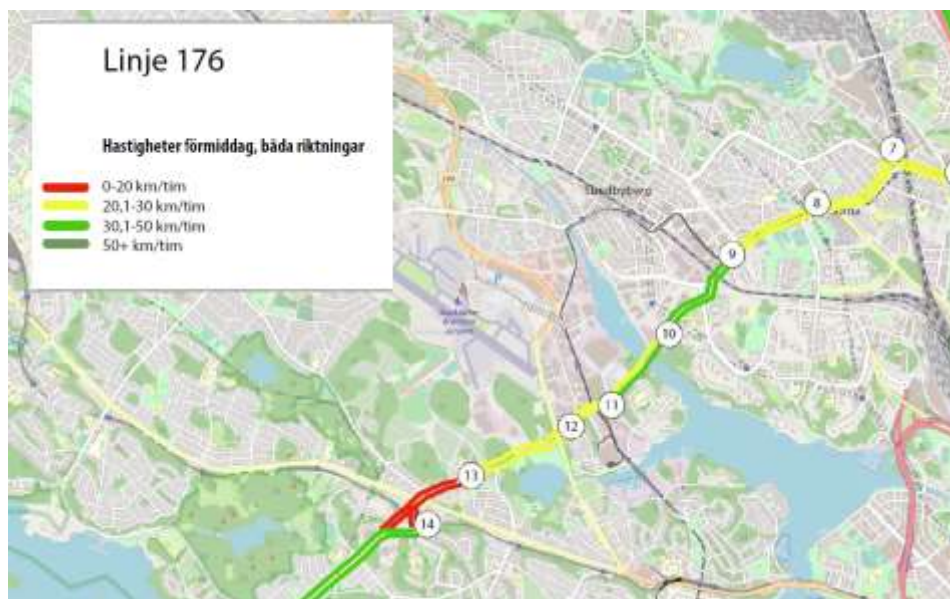 Linje 176
Hastigheter förmiddag, båda riktningar
0-20 km/tim
20,1-30 km/tim
30,1-50 km/tim
50+ km/tim
7
Sundbyberg
8
9
10
11
12
13
14